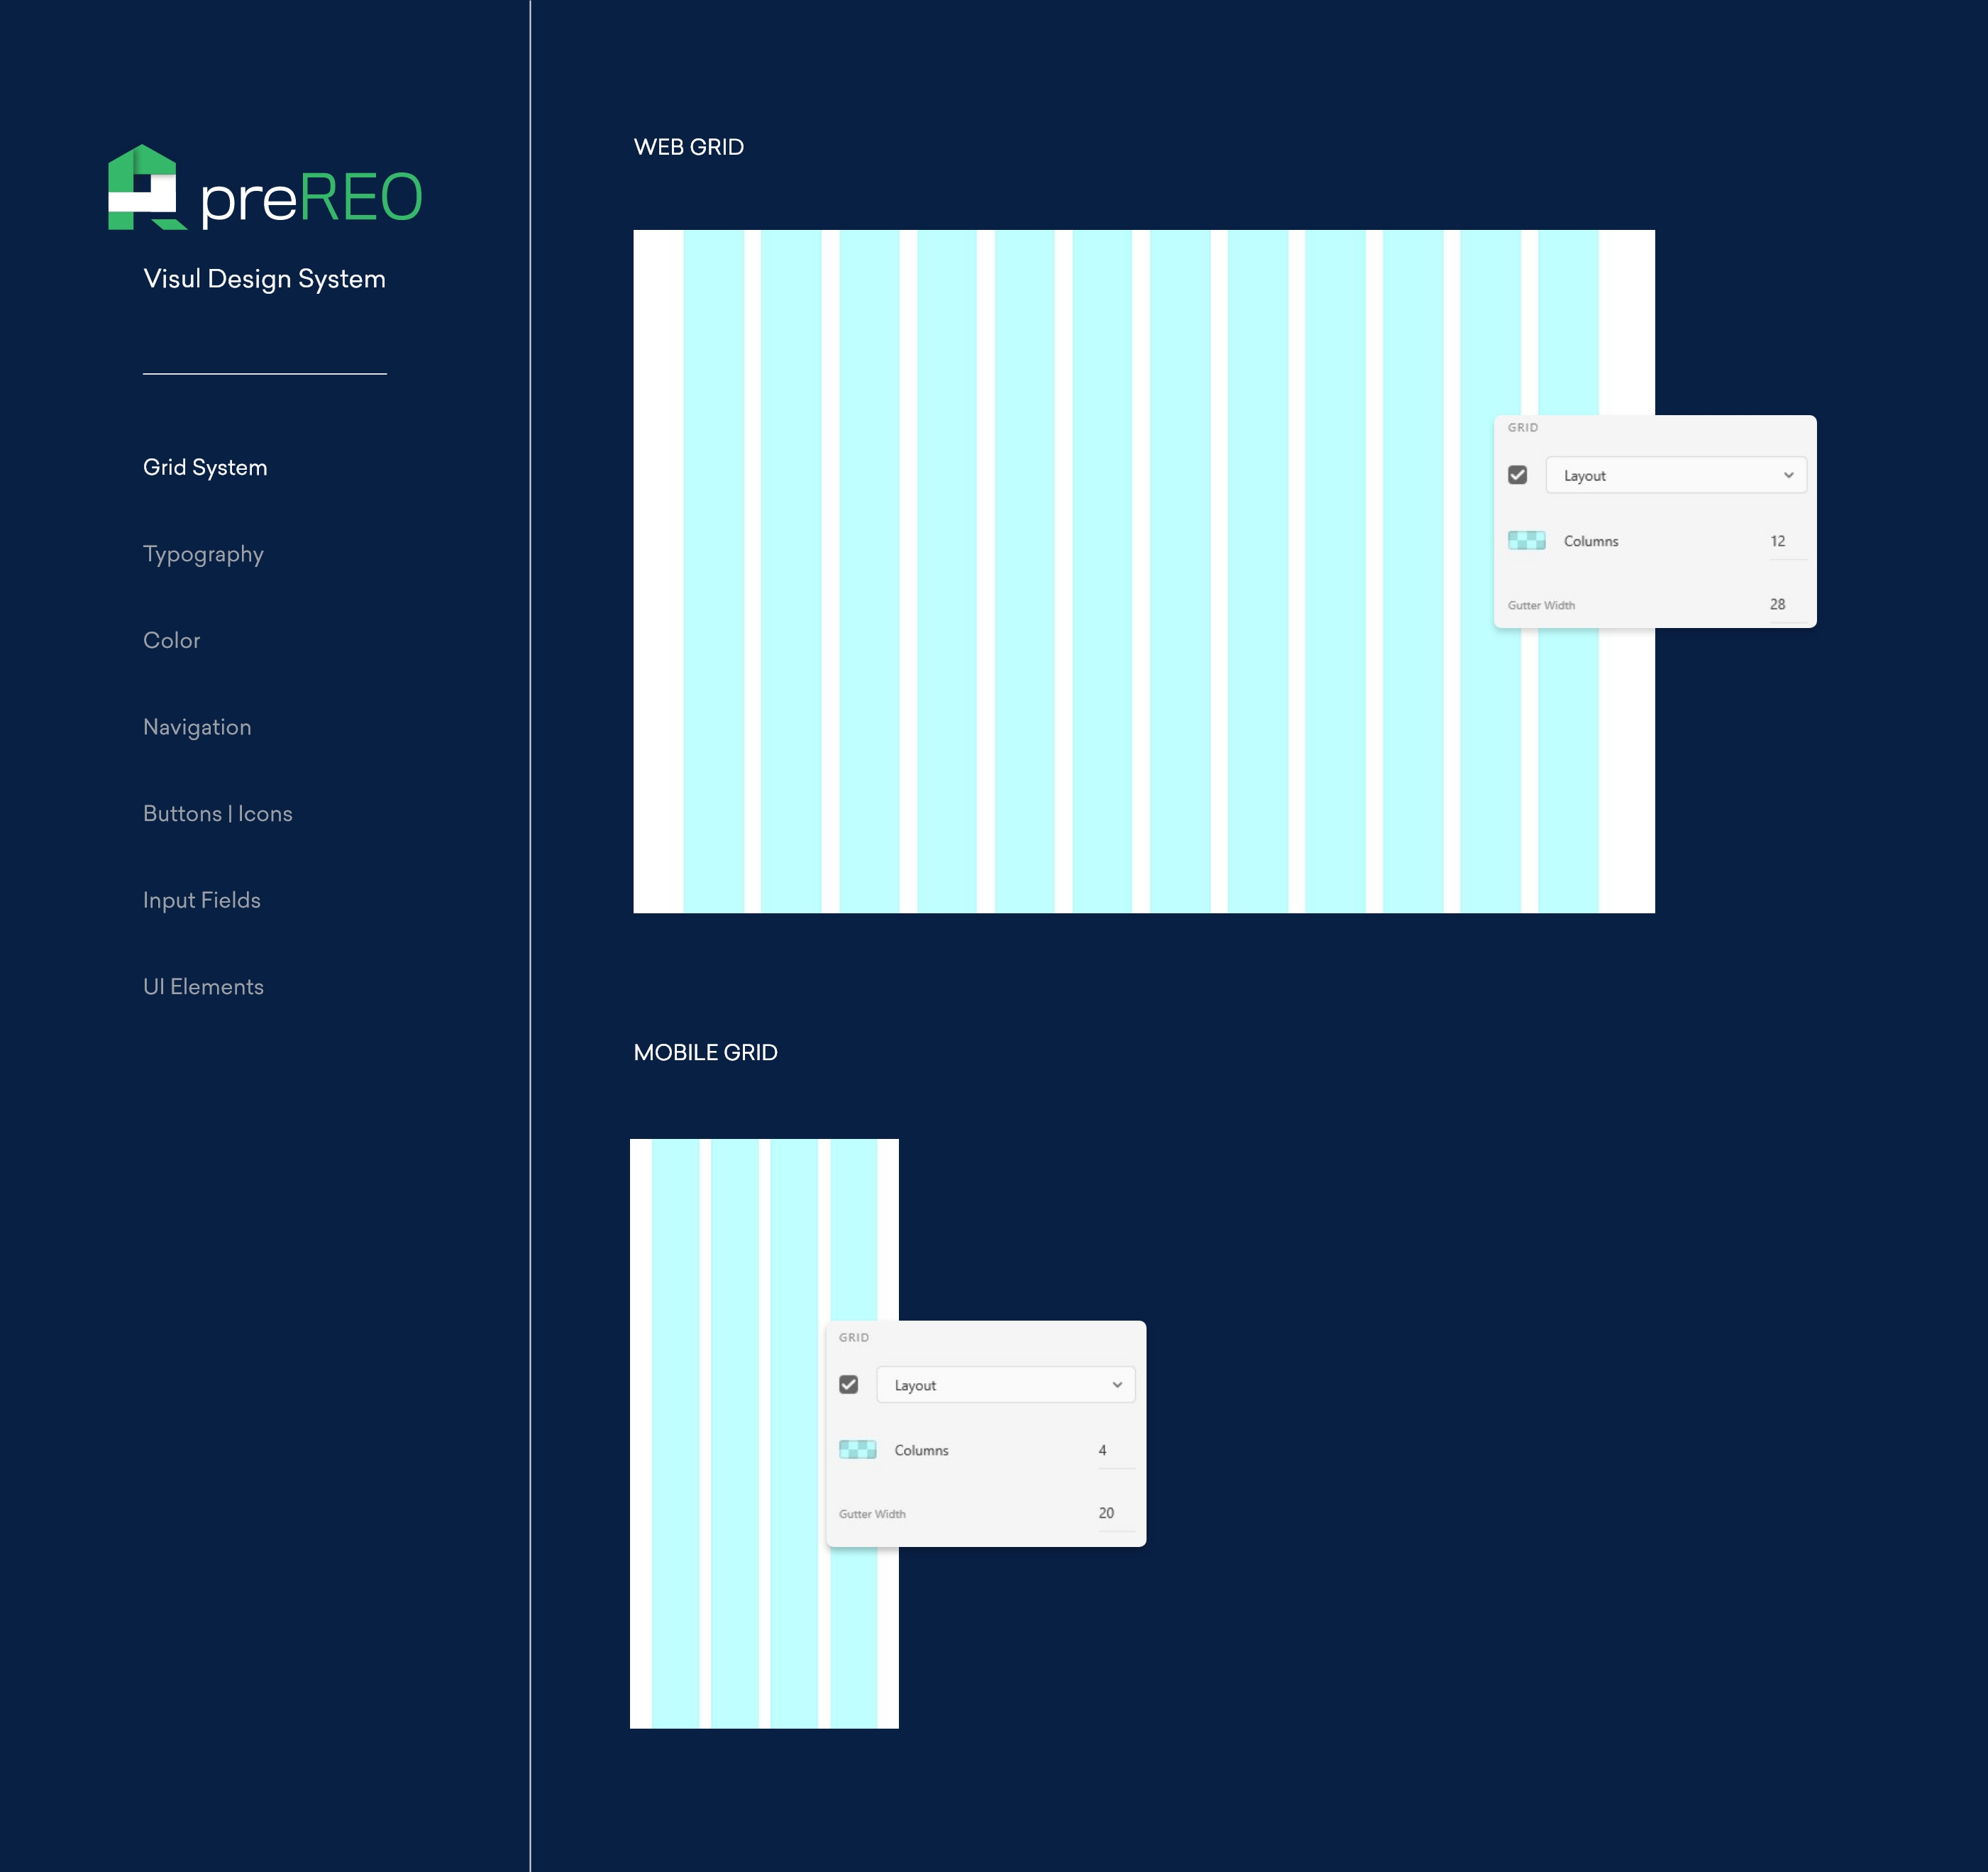 preREO
Visul Design System
Grid System
Typography
Color
Navigation
Buttons | Icons
Input Fields
UI Elements
WEB GRID
GRID
Layout
Columns 12
Gutter Width 28
MOBILE GRID
GRID
Layout
Columns 4
Gutter Width 20